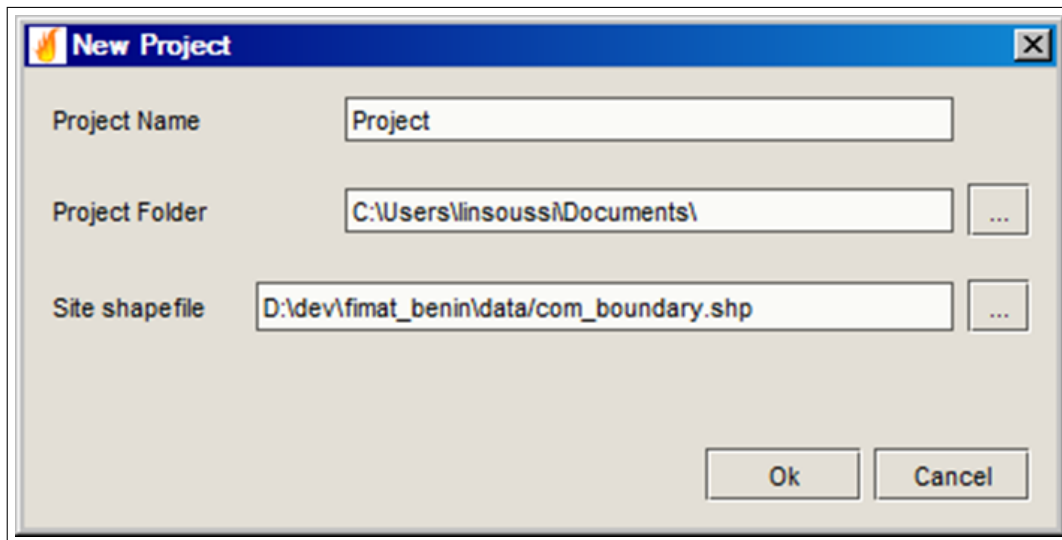 New Project
Project Name Project
Project Folder C:\Users\linsoussi\Documents\ ...
Site shapefile D:\dev\fimat_benin\data/com_boundary.shp ...
Ok Cancel